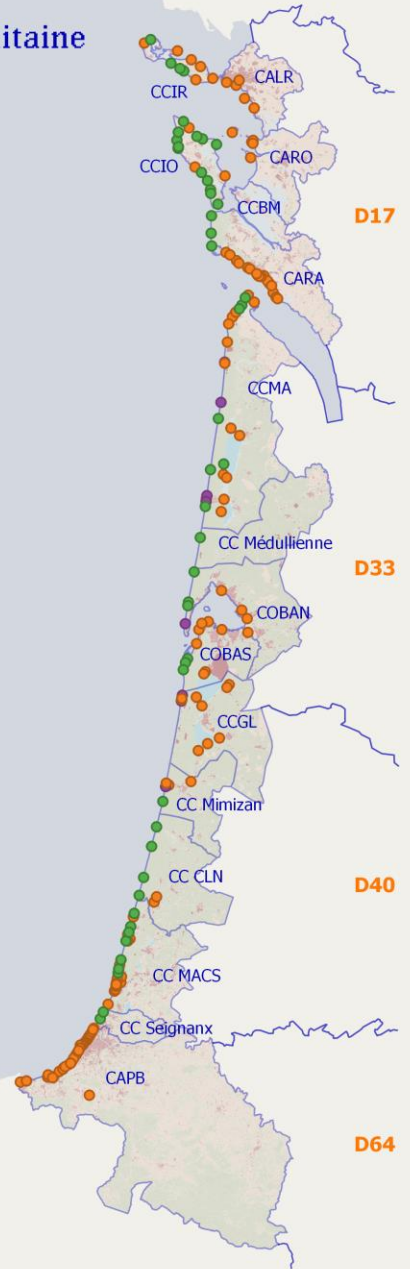 itaine
CALR
CCIR
CARO
CCIO
CCBM
D17
CARA
CCMA
CC Médullienne
D33
COBAN
COBAS
CCGL
CC Mimizan
CC CLN
D40
CC MACS
CC Seignanx
CAPB
D64